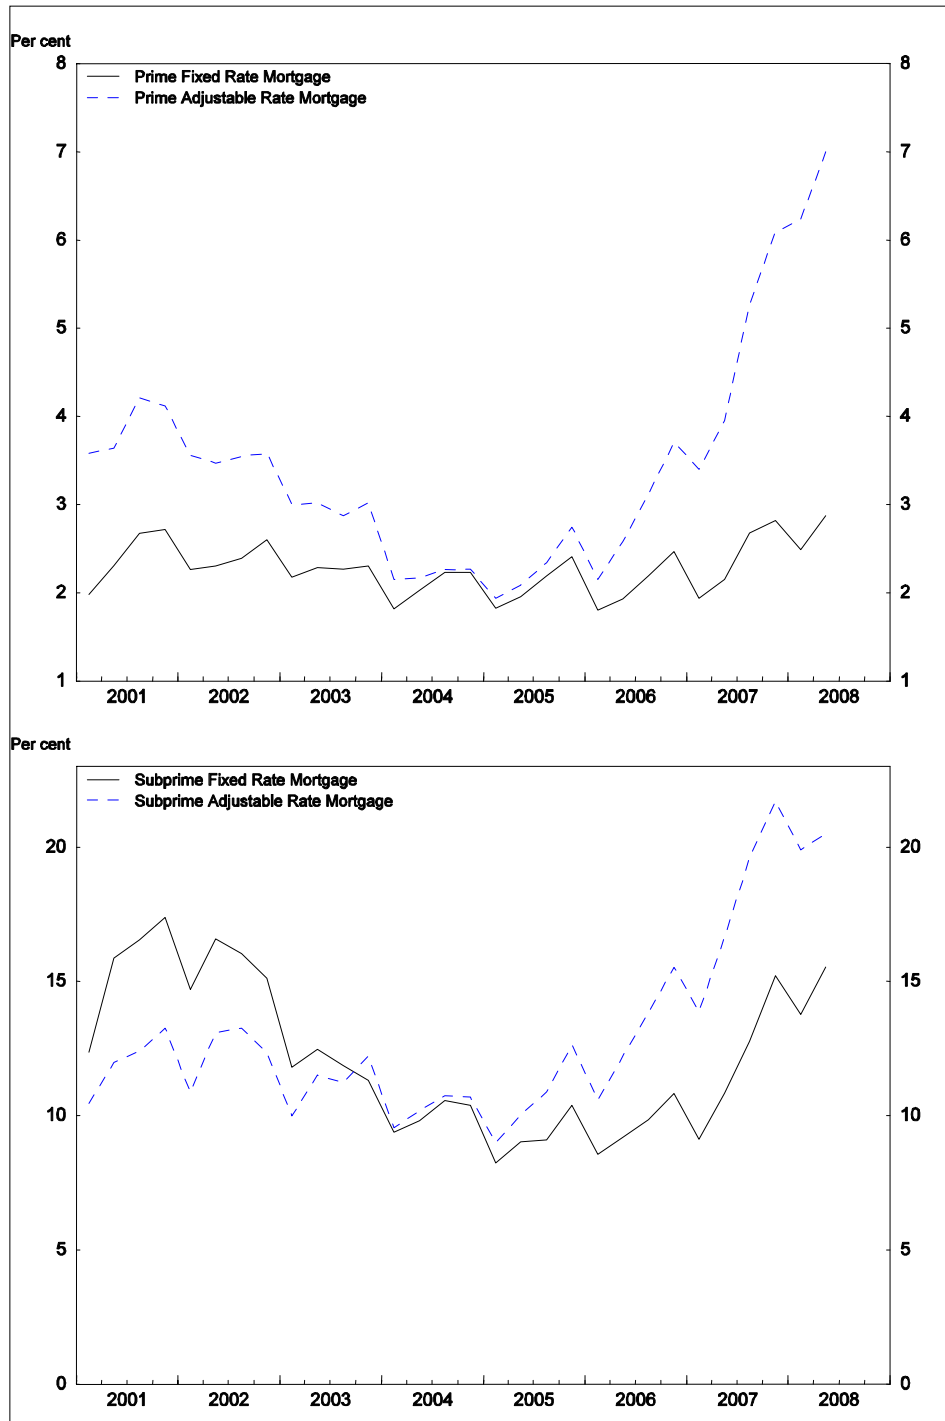 Per cent
8 8
Prime Fixed Rate Mortgage
Prime Adjustable Rate Mortgage
7 7
6 6
5 5
4 4
3 3
2 2
1 1
2001 2002 2003 2004 2005 2006 2007 2008
Per cent
Subprime Fixed Rate Mortgage
Subprime Adjustable Rate Mortgage
20 20
15 15
10 10
5 5
0 0
2001 2002 2003 2004 2005 2006 2007 2008